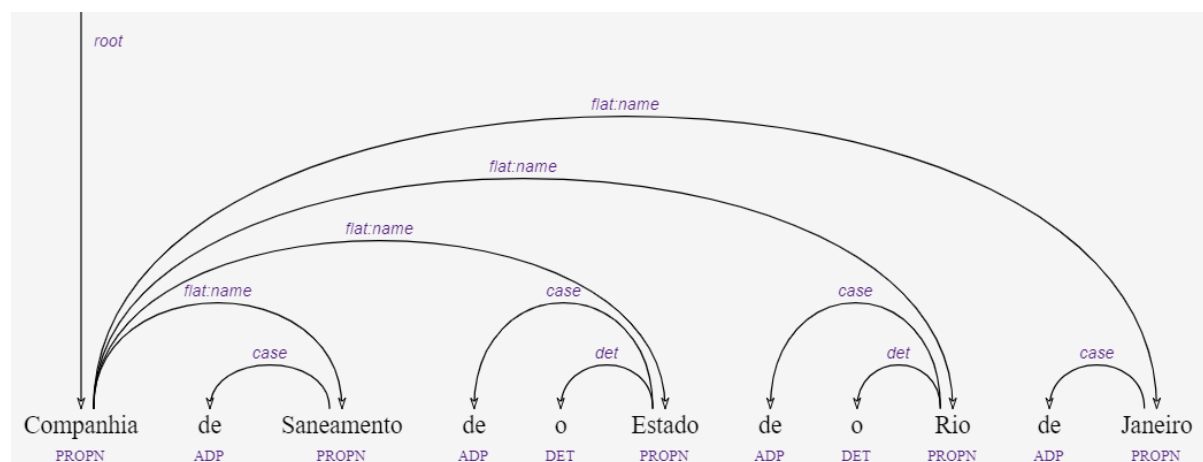 root
flat:name
flat:name
flat:name
flat:name case case
case det det case
Companhia de Saneamento de o Estado de o Rio de Janeiro
PROPN ADP PROPN ADP DET PROPN ADP DET PROPN ADP PROPN